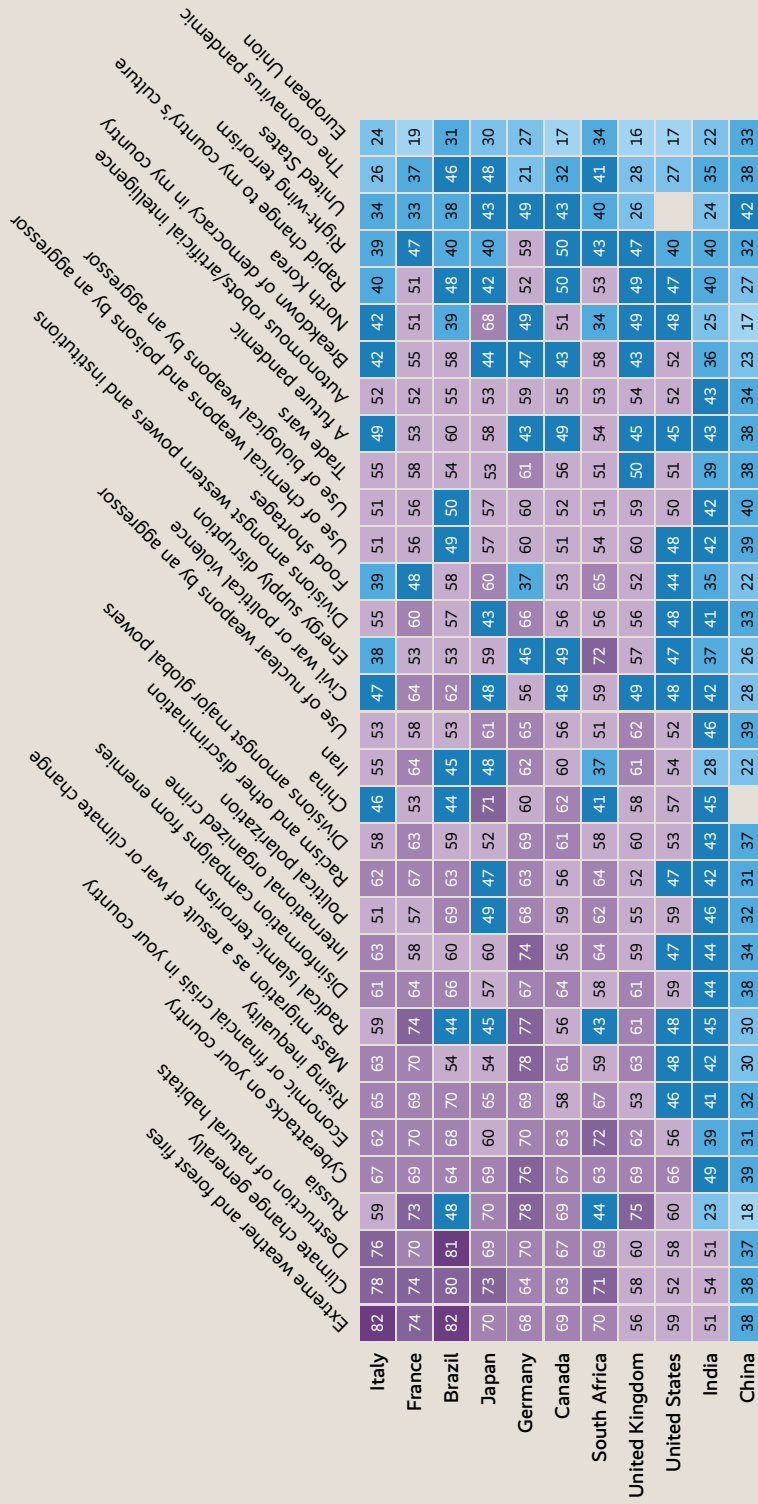 Extreme weather and forest fires
Climate change generally
Destruction of natural habitats
Russia
Cyberattacks on your country
Economic or financial crisis in your country
Rising inequality
Mass migration as a result of war or climate change
Radical Islamic terrorism
Disinformation campaigns from enemies
International organized crime
Political polarization
Racism and other discrimination
Divisions amongst major global powers
China
Iran
Use of nuclear weapons by an aggressor
Civil war or political violence
Energy supply disruption
Divisions amongst western powers and institutions
Food shortages
Use of chemical weapons and poisons by an aggressor
Use of biological weapons by an aggressor
Trade wars
A future pandemic
Autonomous robots/artificial intelligence
Breakdown of democracy in my country
North Korea
Rapid change to my country's culture
Right-wing terrorism
United States
The coronavirus pandemic
European Union
Italy 82 78 76 59 67 62 65 63 59 61 63 51 62 58 46 55 53 47 38 55 39 51 51 55 49 52 42 42 40 39 34 26 24
France 74 74 70 73 69 70 69 70 74 64 58 57 67 63 53 64 58 64 53 60 48 56 56 58 53 52 55 51 51 47 33 37 19
Brazil 82 80 81 48 64 68 70 54 44 66 60 69 63 59 44 45 53 62 53 57 58 49 50 54 60 55 58 39 48 40 38 46 31
Japan 70 73 69 70 69 60 65 54 45 57 60 49 47 52 71 48 61 48 59 43 60 57 57 53 58 53 44 68 42 40 43 48 30
Germany 68 64 70 78 76 70 69 78 77 67 74 68 63 69 60 62 65 56 46 66 37 60 60 61 43 59 47 49 52 59 49 21 27
Canada 69 63 67 69 67 63 58 61 56 64 56 59 56 61 62 60 56 48 49 56 53 51 52 56 49 55 43 51 50 50 43 32 17
South Africa 70 71 69 44 63 72 67 59 43 58 64 62 64 58 41 37 51 59 72 56 65 54 51 51 54 53 58 34 53 43 40 41 34
United Kingdom 56 58 60 75 69 62 53 63 61 61 59 55 52 60 58 61 62 49 57 56 52 60 59 50 45 54 43 49 49 47 26 28 16
United States 59 52 58 60 66 56 46 48 48 59 47 59 47 53 57 54 52 48 47 48 44 48 50 51 45 52 52 48 47 40 27 17
India 51 54 51 23 49 39 41 42 45 44 44 46 42 43 45 28 46 42 37 41 35 42 42 39 43 43 36 25 40 40 24 35 22
China 38 38 37 18 39 31 32 30 30 38 34 32 31 37 22 39 28 26 33 22 39 40 38 38 34 23 17 27 32 42 38 33